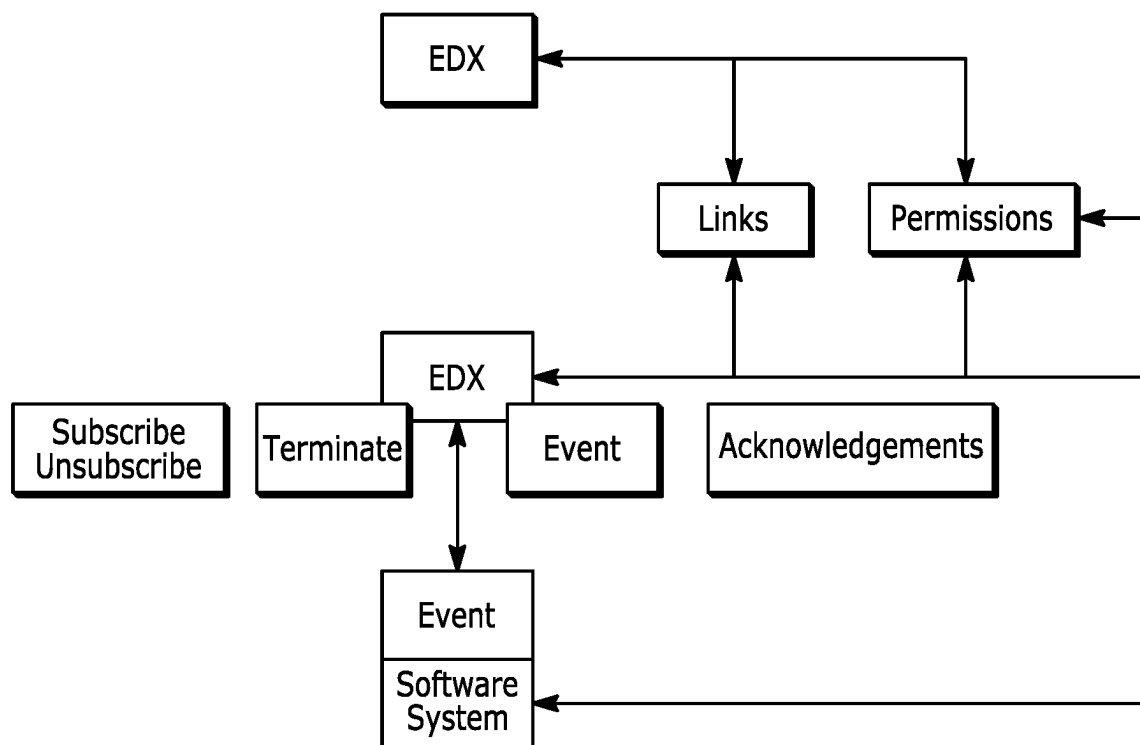 EDX
Links
Permissions
EDX
Subscribe
Unsubscribe
Terminate
Event
Acknowledgements
Event
Software
System